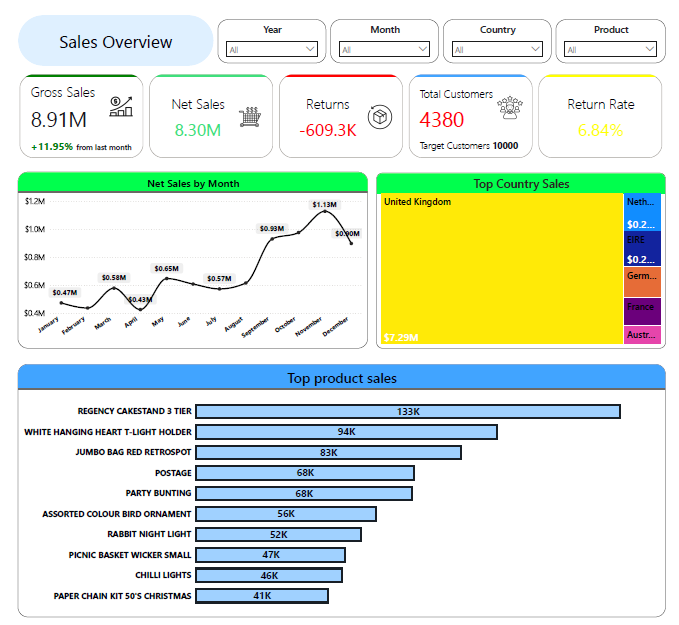 Sales Overview
Year
All
Month
All
Country
All
Product
All
Gross Sales
8.91M
+11.95% from last month
Net Sales
8.30M
Returns
-609.3K
Total Customers
4380
Target Customers 10000
Return Rate
6.84%
Net Sales by Month
$1.2M
$1.0M
$0.8M
$0.6M
$0.4M
$0.47M
$0.58M
$0.43M
$0.65M
$0.57M
$0.93M
$1.13M
$0.90M
January
February
March
April
May
June
July
August
September
October
November
December
Top Country Sales
United Kingdom
$7.29M
Neth...
$0.2...
EIRE
$0.2...
Germ...
France
Austr...
Top product sales
REGENCY CAKESTAND 3 TIER 133K
WHITE HANGING HEART T-LIGHT HOLDER 94K
JUMBO BAG RED RETROSPOT 83K
POSTAGE 68K
PARTY BUNTING 68K
ASSORTED COLOUR BIRD ORNAMENT 56K
RABBIT NIGHT LIGHT 52K
PICNIC BASKET WICKER SMALL 47K
CHILLI LIGHTS 46K
PAPER CHAIN KIT 50'S CHRISTMAS 41K